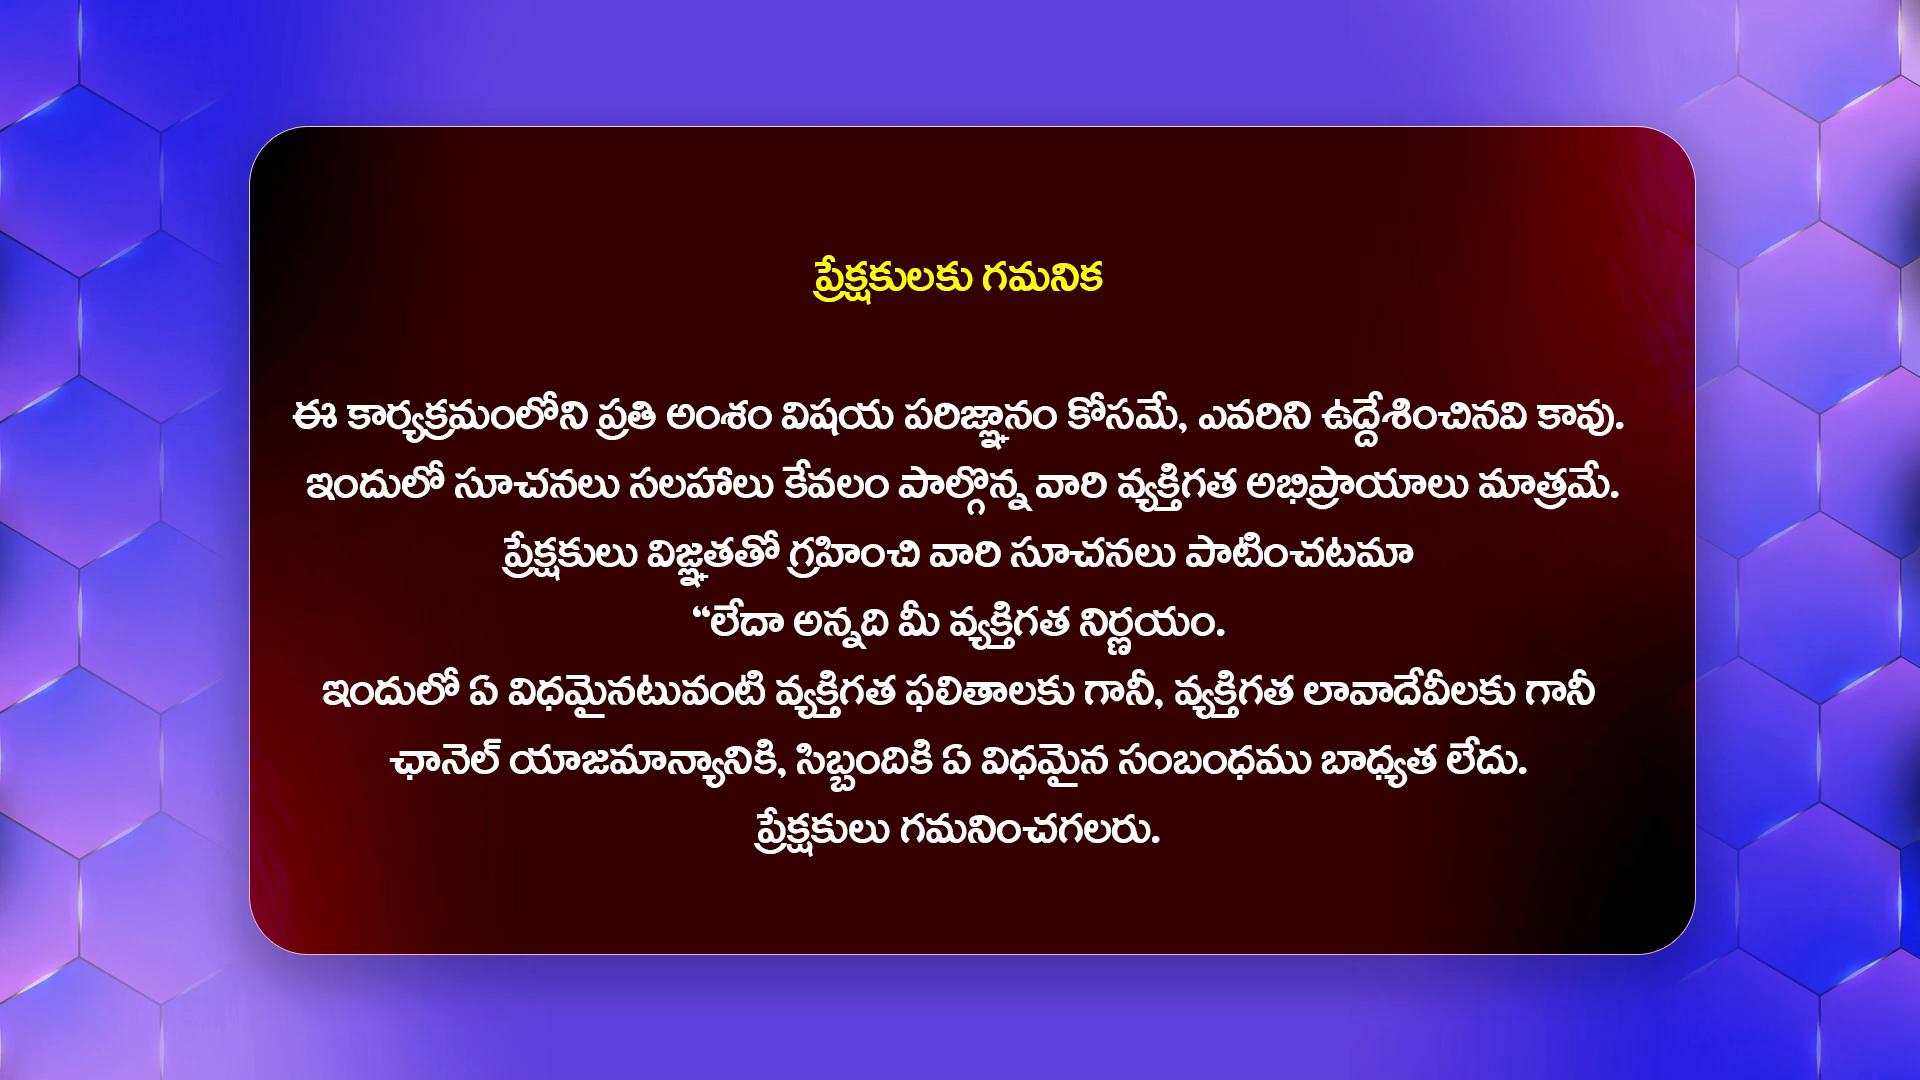 ప్రేక్షకులకు గమనిక
ఈ కార్యక్రమంలోని ప్రతి అంశం విషయ పరిజ్ఞానం కోసమే, ఎవరిని ఉద్దేశించినవి కావు.
ఇందులో సూచనలు సలహాలు కేవలం పాల్గొన్న వారి వ్యక్తిగత అభిప్రాయాలు మాత్రమే.
ప్రేక్షకులు విజ్ఞతతో గ్రహించి వారి సూచనలు పాటించటమా
“లేదా అన్నది మీ వ్యక్తిగత నిర్ణయం.
ఇందులో ఏ విధమైనటువంటి వ్యక్తిగత ఫలితాలకు గానీ, వ్యక్తిగత లావాదేవీలకు గానీ
ఛానెల్ యాజమాన్యానికి, సిబ్బందికి ఏ విధమైన సంబంధము బాధ్యత లేదు.
ప్రేక్షకులు గమనించగలరు.